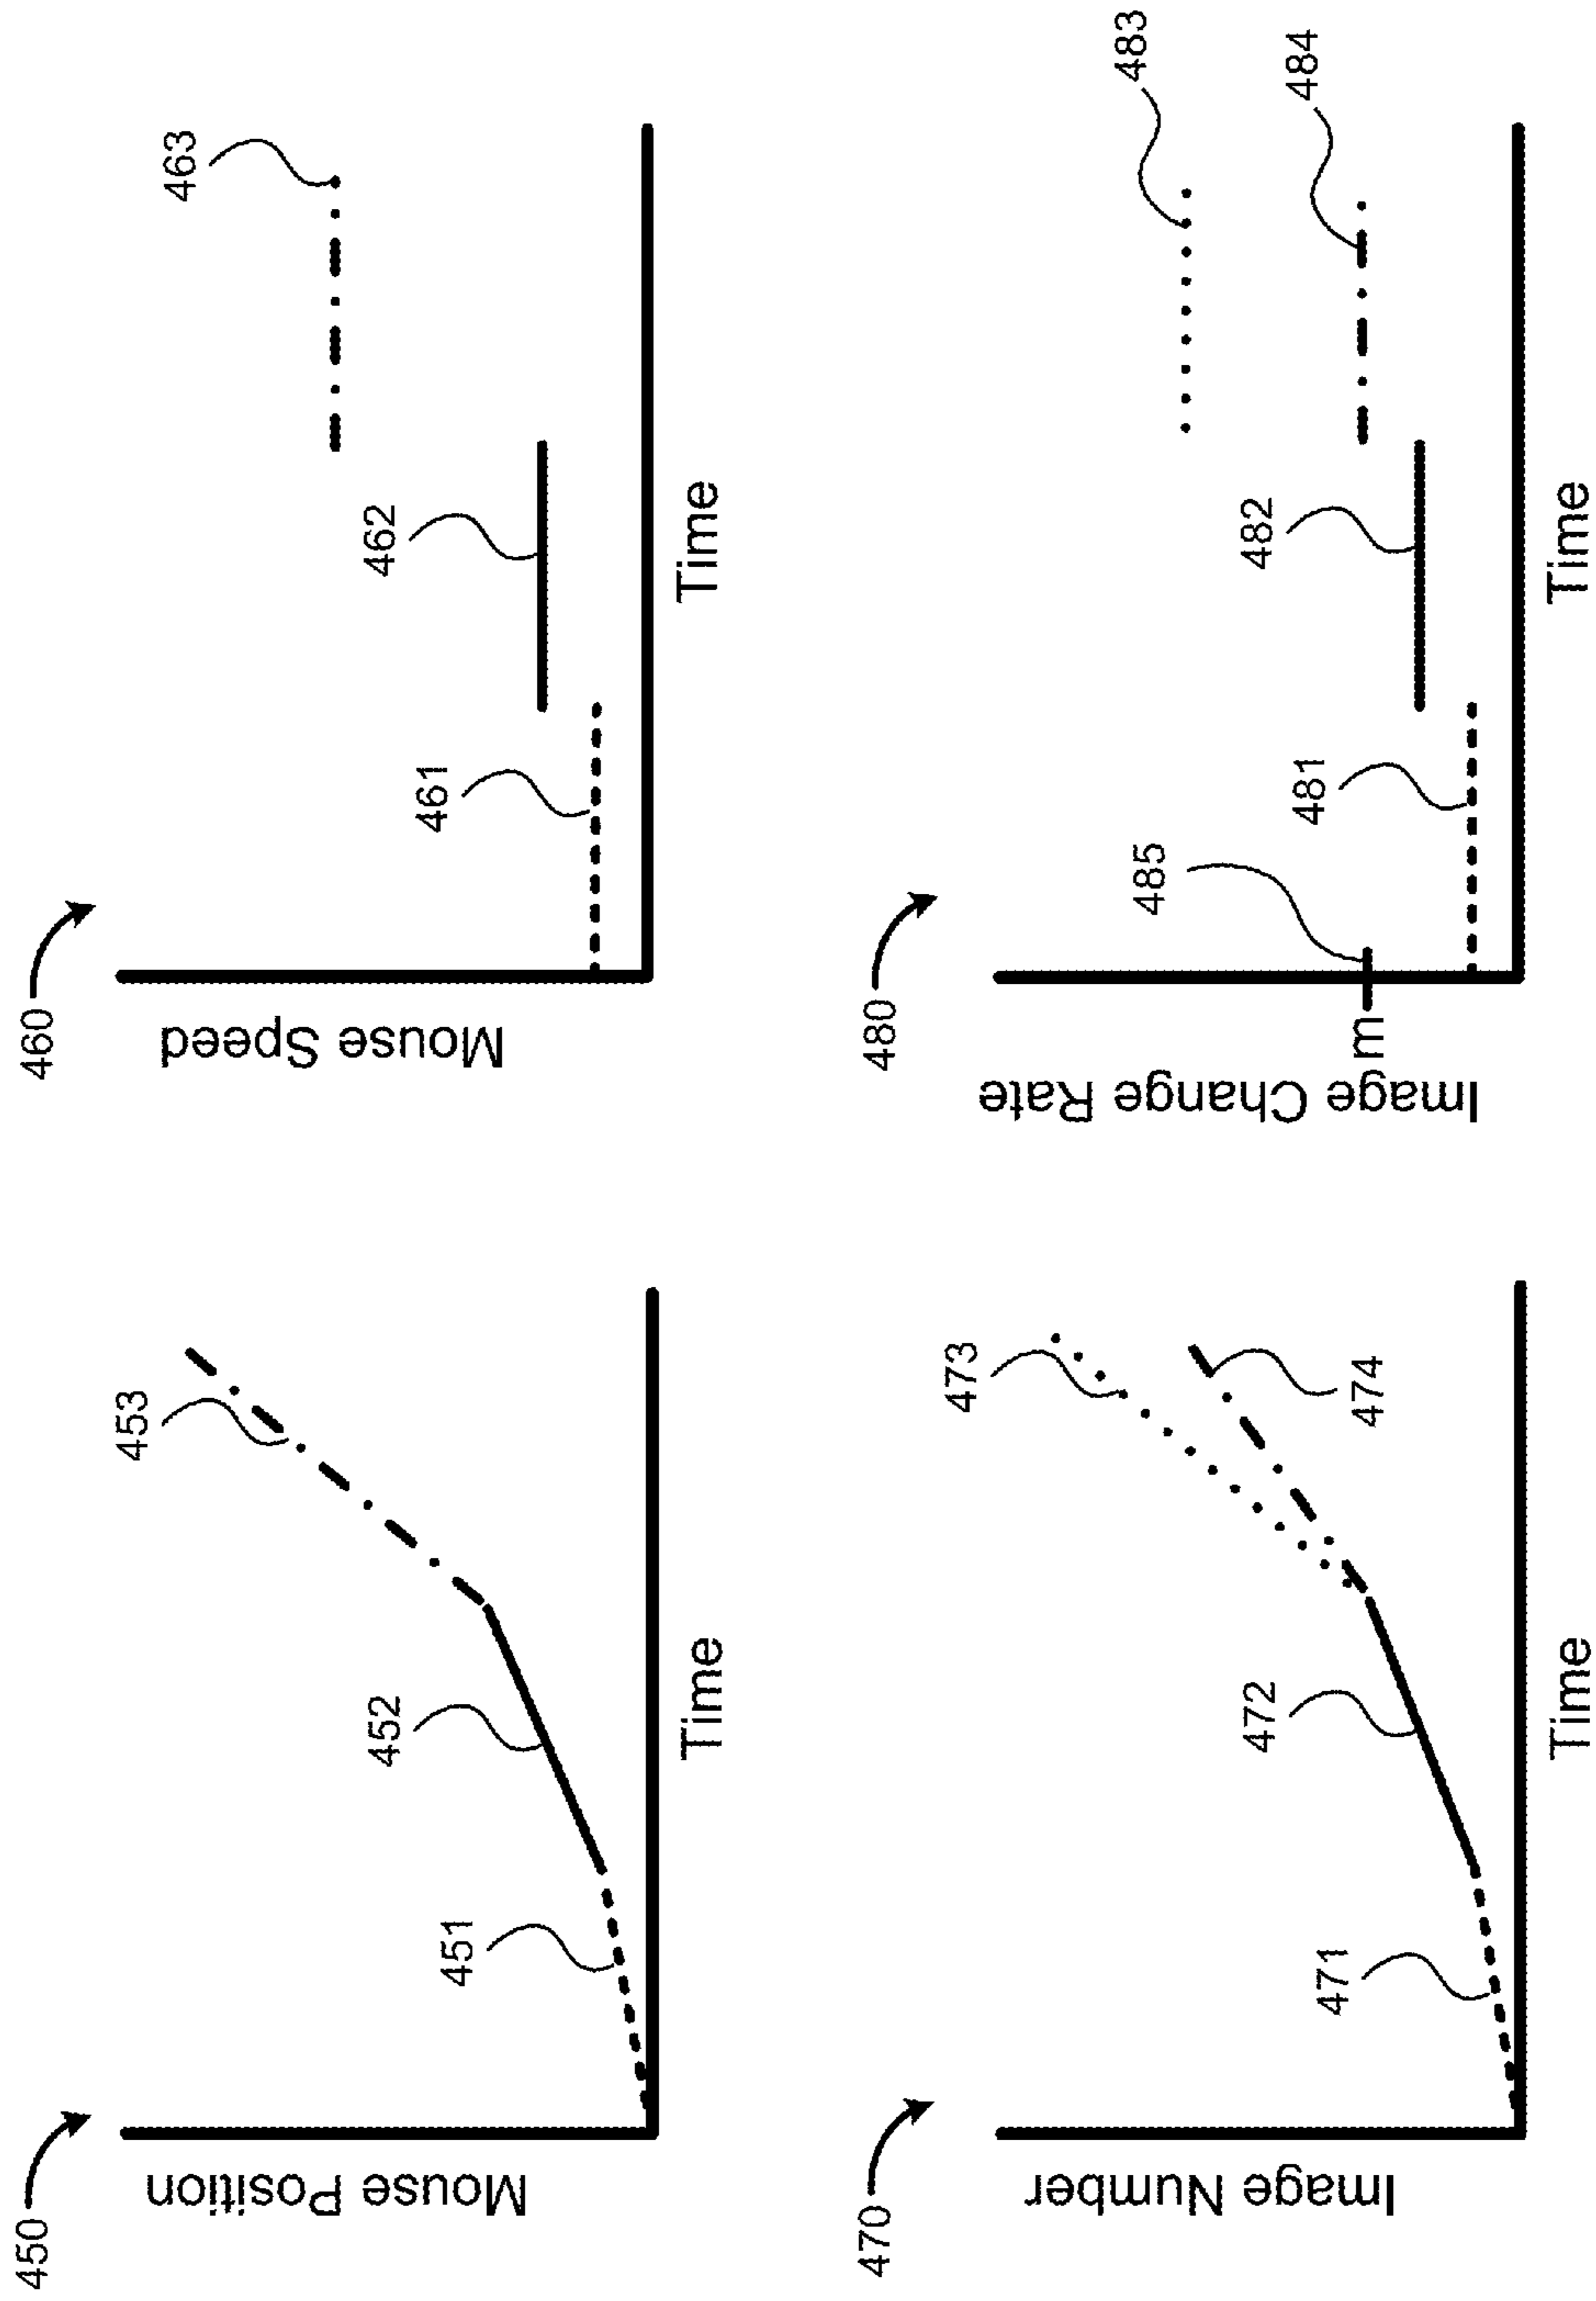 450
Mouse Position
451
452
453
Time
460
Mouse Speed
461
462
463
Time
470
Image Number
471
472
473
474
Time
480
Image Change Rate
m
485
481
482
483
484
Time